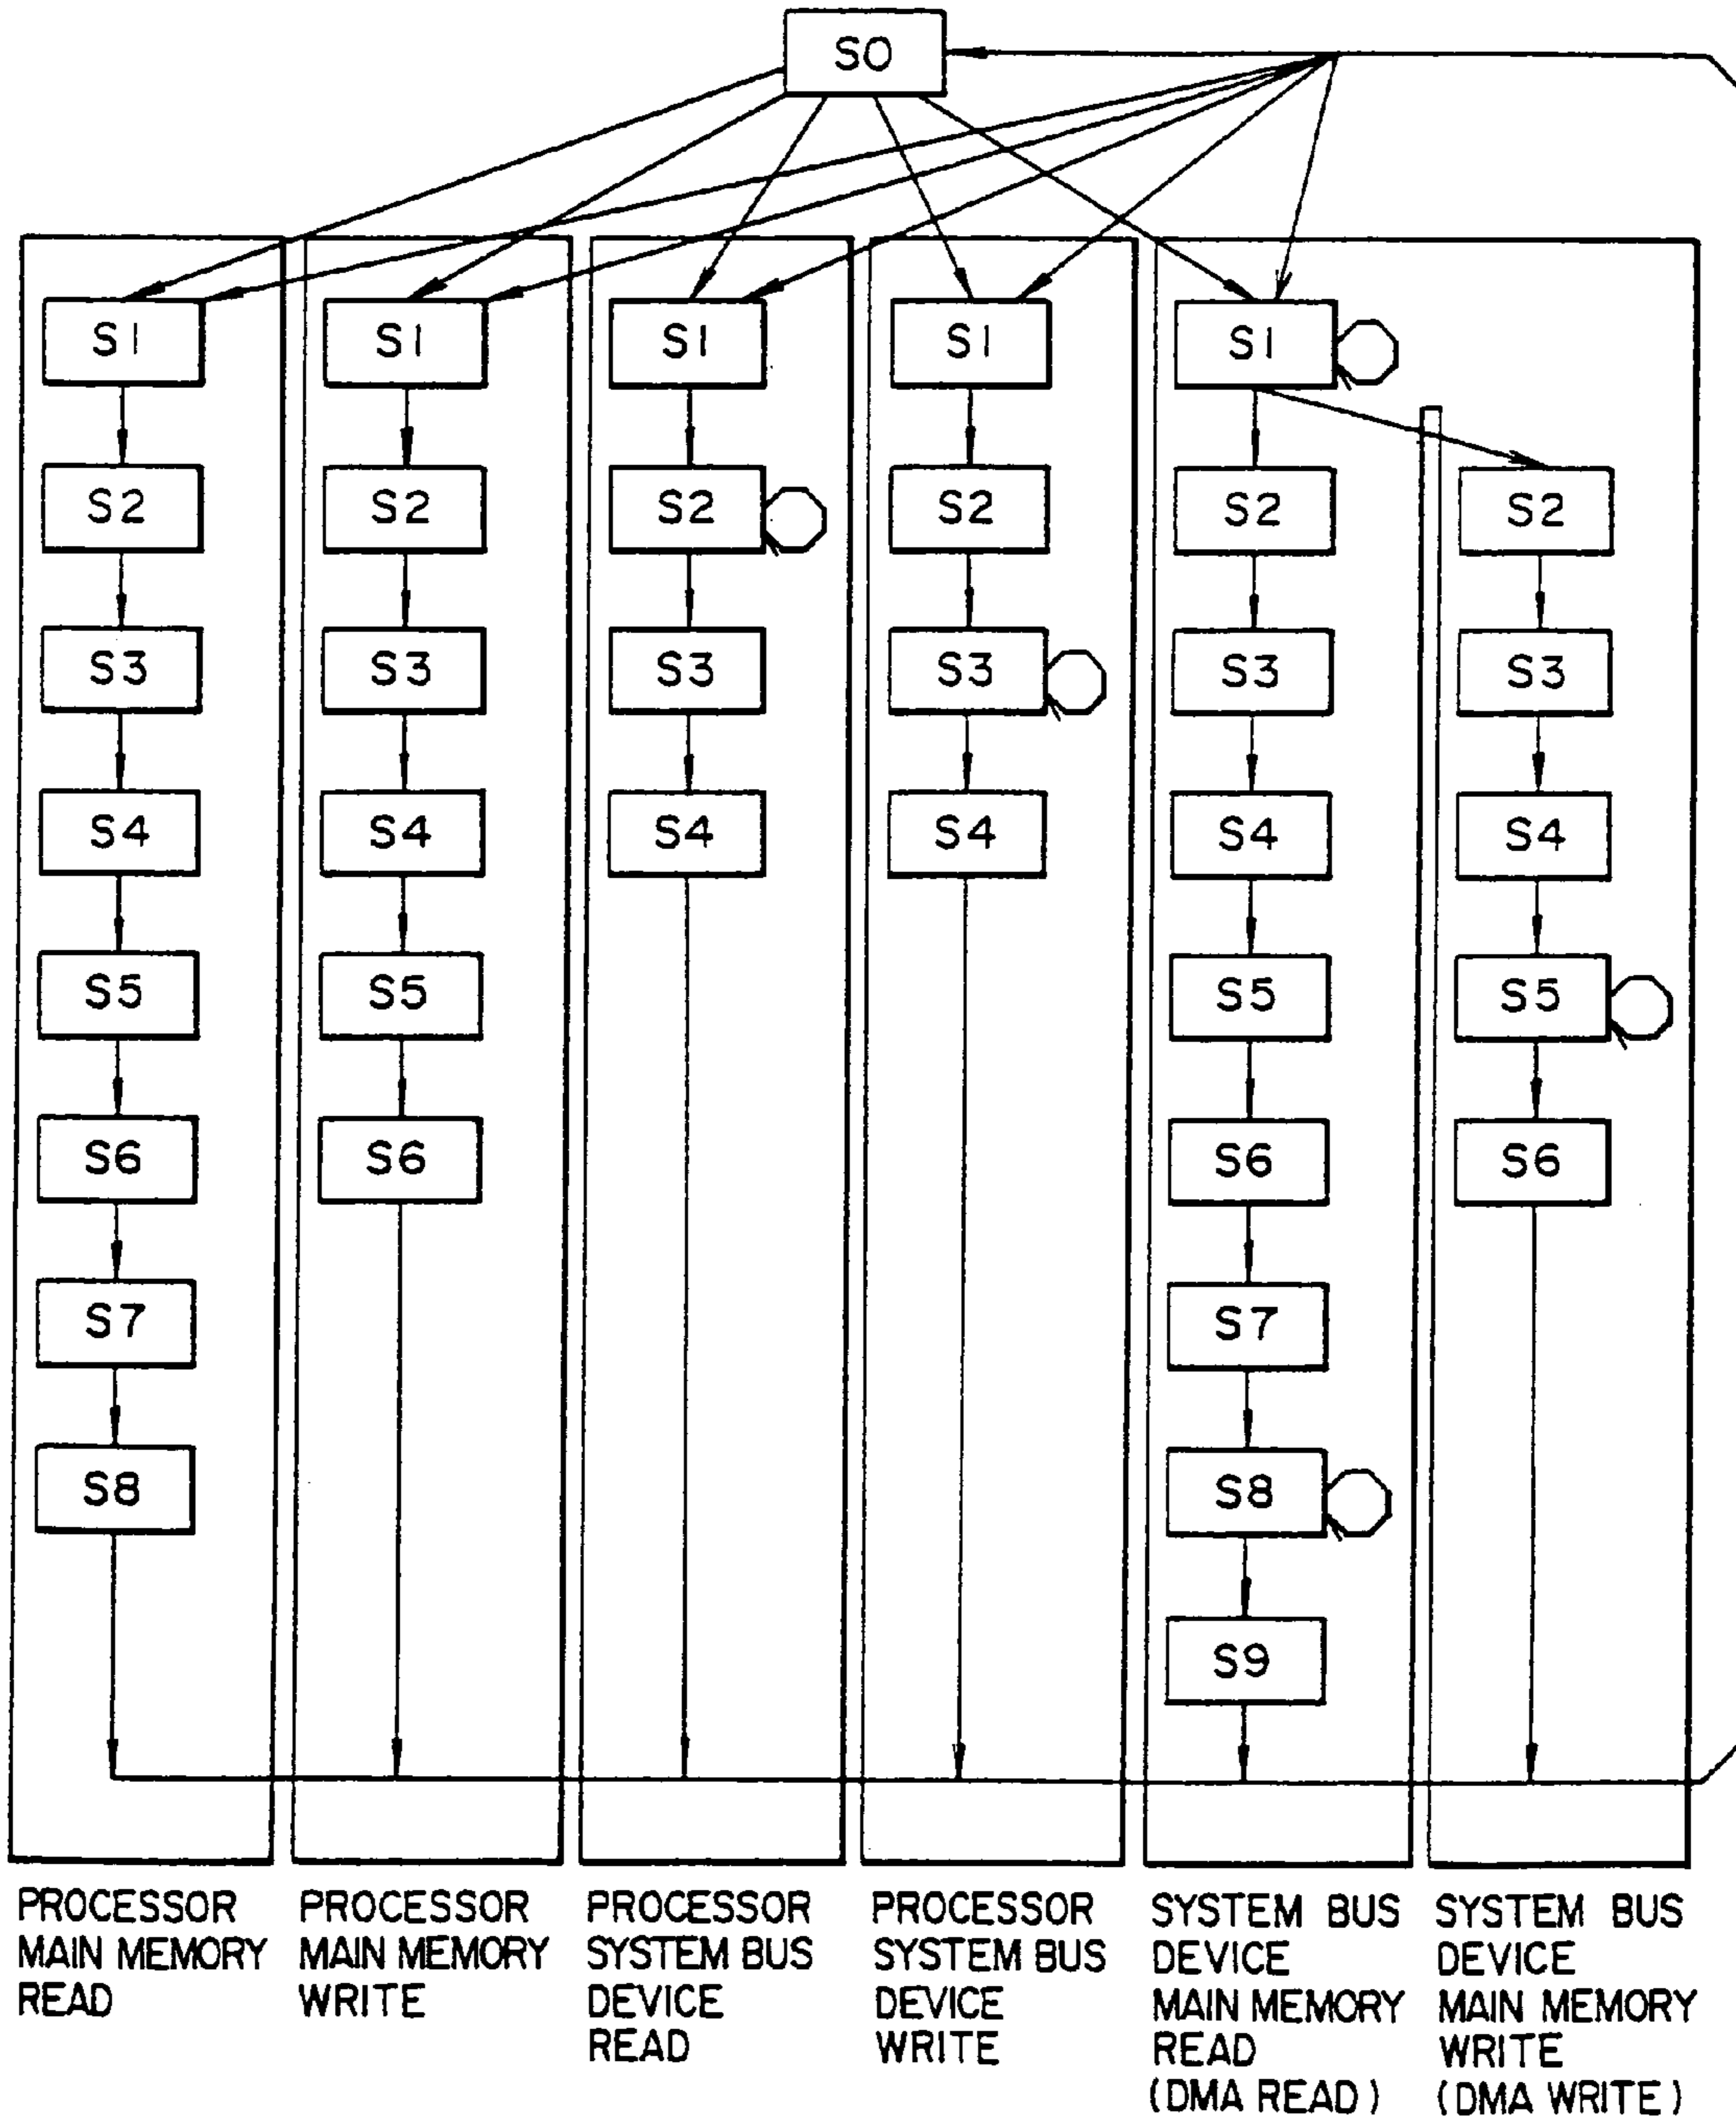 S0
S1
S1
S1
S1
S1
S2
S2
S2
S2
S2
S2
S3
S3
S3
S3
S3
S3
S4
S4
S4
S4
S4
S4
S5
S5
S5
S5
S6
S6
S6
S6
S7
S7
S8
S8
S9
PROCESSOR
MAIN MEMORY
READ
PROCESSOR
MAIN MEMORY
WRITE
PROCESSOR
SYSTEM BUS
DEVICE
READ
PROCESSOR
SYSTEM BUS
DEVICE
WRITE
SYSTEM BUS
DEVICE
MAIN MEMORY
READ
(DMA READ)
SYSTEM BUS
DEVICE
MAIN MEMORY
WRITE
(DMA WRITE)